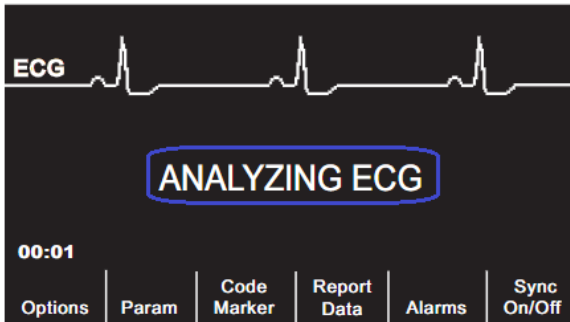 ECG
ANALYZING ECG
00:01
Options
Param
Code
Marker
Report
Data
Alarms
Sync
On/Off